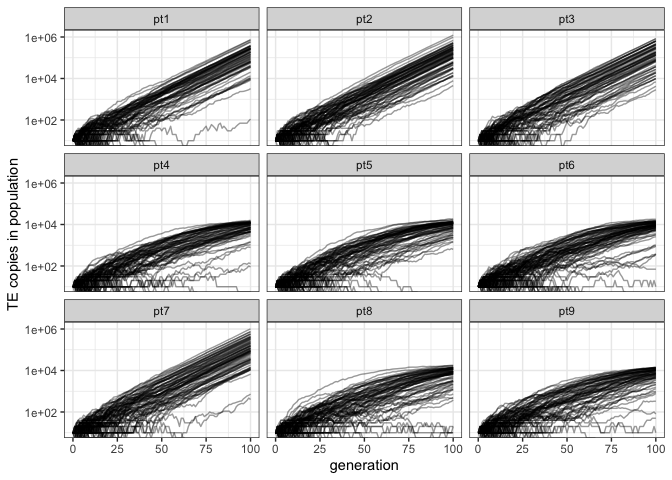 pt1 pt2 pt3
1e+06
1e+04
1e+02
pt4 pt5 pt6
1e+06
1e+04
1e+02
pt7 pt8 pt9
1e+06
1e+04
1e+02
0 25 50 75 100 0 25 50 75 100 0 25 50 75 100
generation
TE copies in population